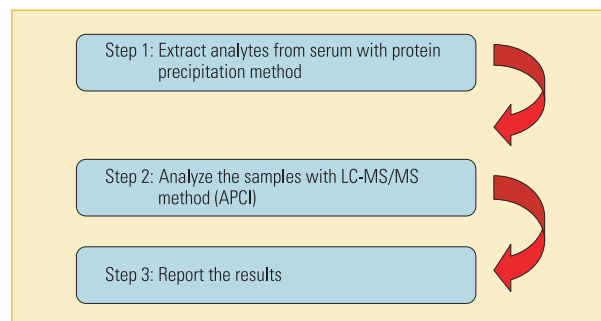 Step 1: Extract analytes from serum with protein
precipitation method
Step 2: Analyze the samples with LC-MS/MS
method (APCI)
Step 3: Report the results